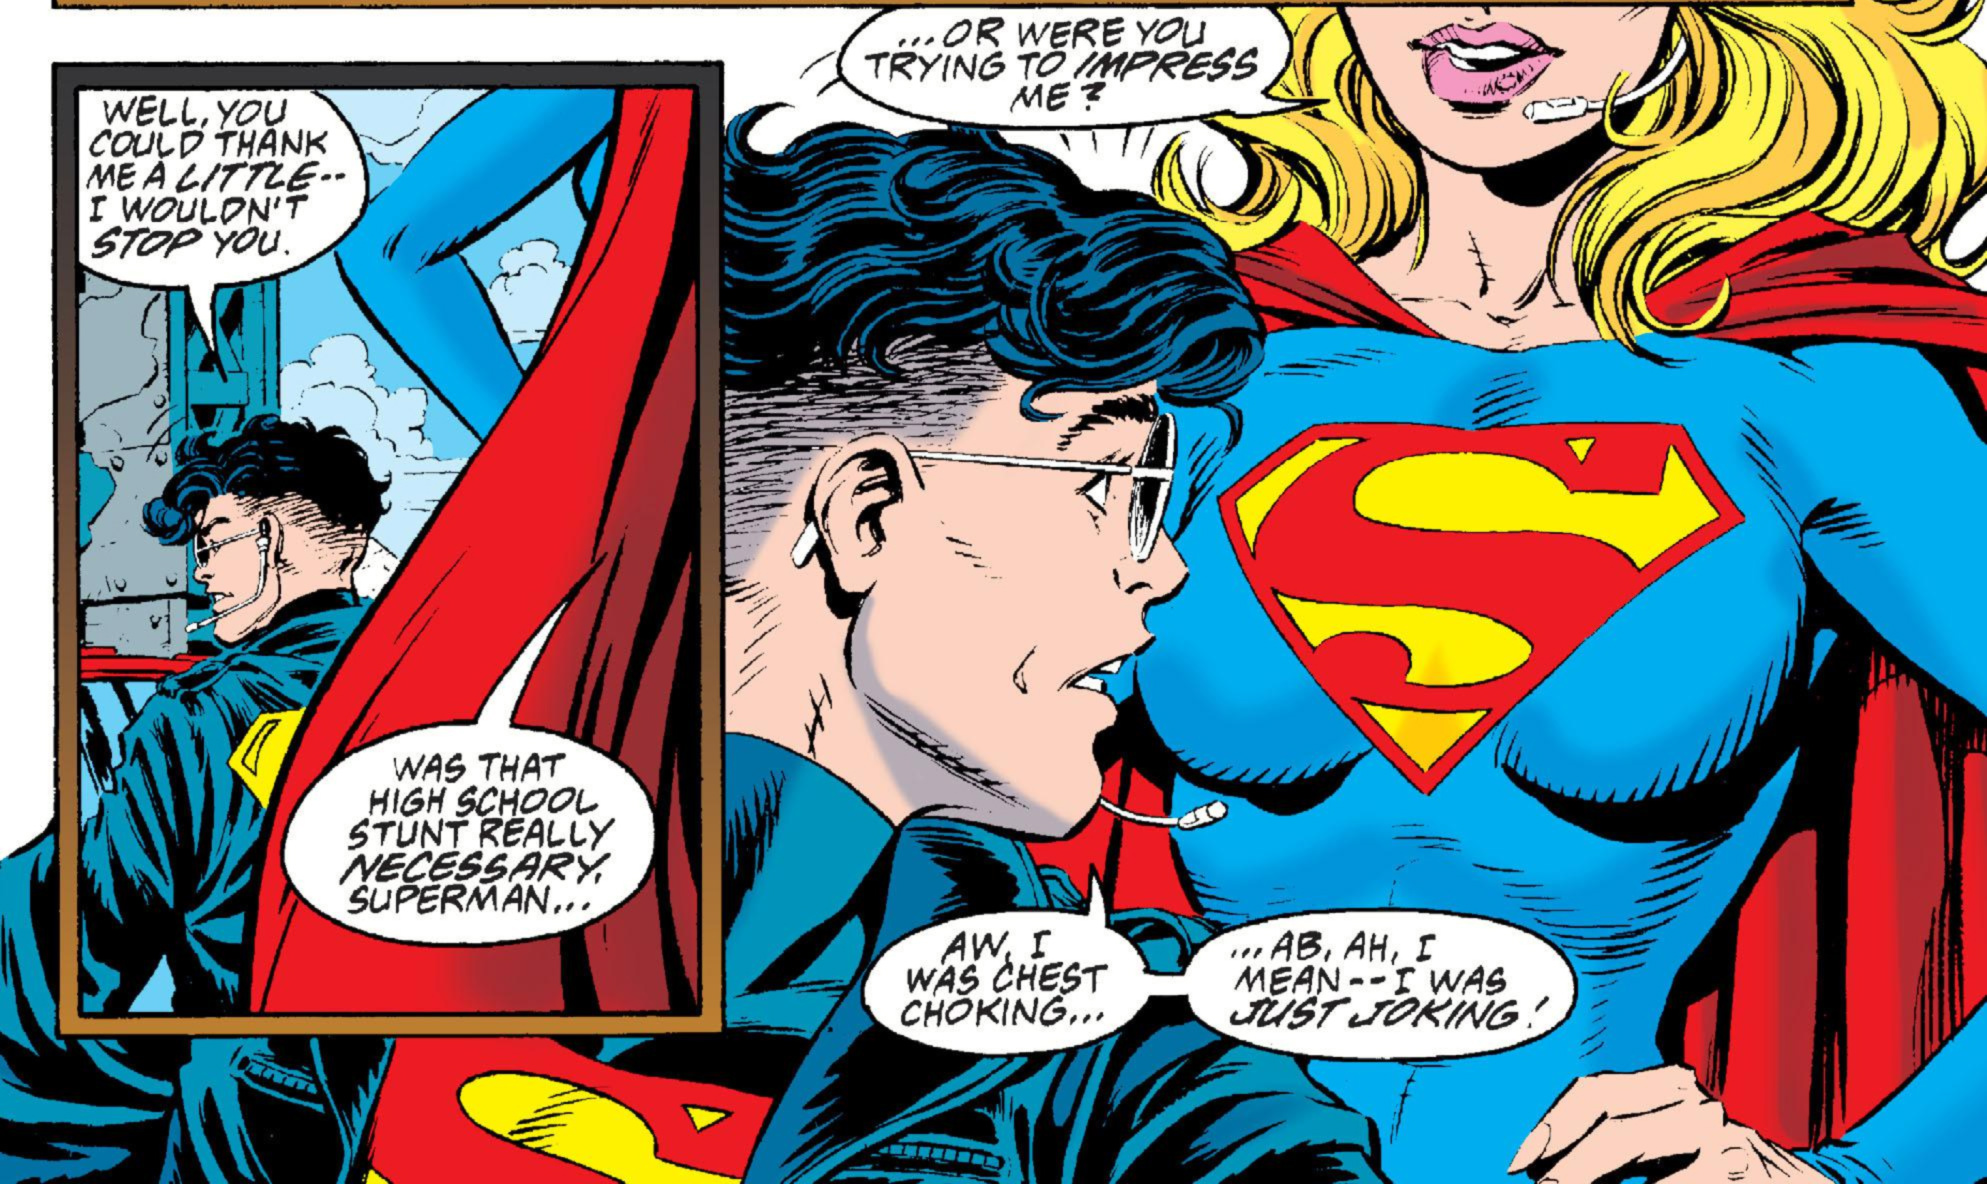 WELL, YOU
COULD THANK
ME A LITTLE--
I WOULDN'T
STOP YOU.
WAS THAT
HIGH SCHOOL
STUNT REALLY
NECESSARY,
SUPERMAN...
...OR WERE YOU
TRYING TO IMPRESS
ME?
AW, I
WAS CHEST
CHOKING...
...AB, AH, I
MEAN--I WAS
JUST JOKING!
S
S